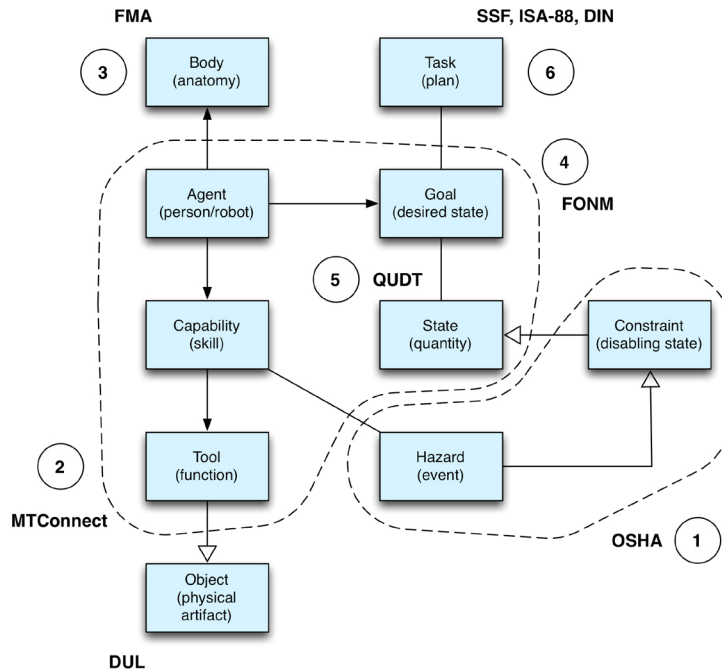 FMA
SSF, ISA-88, DIN
3
Body
(anatomy)
Task
(plan)
6
4
Agent
(person/robot)
Goal
(desired state)
FONM
5
QUDT
Capability
(skill)
State
(quantity)
Constraint
(disabling state)
2
Tool
(function)
Hazard
(event)
MTConnect
OSHA
1
Object
(physical
artifact)
DUL